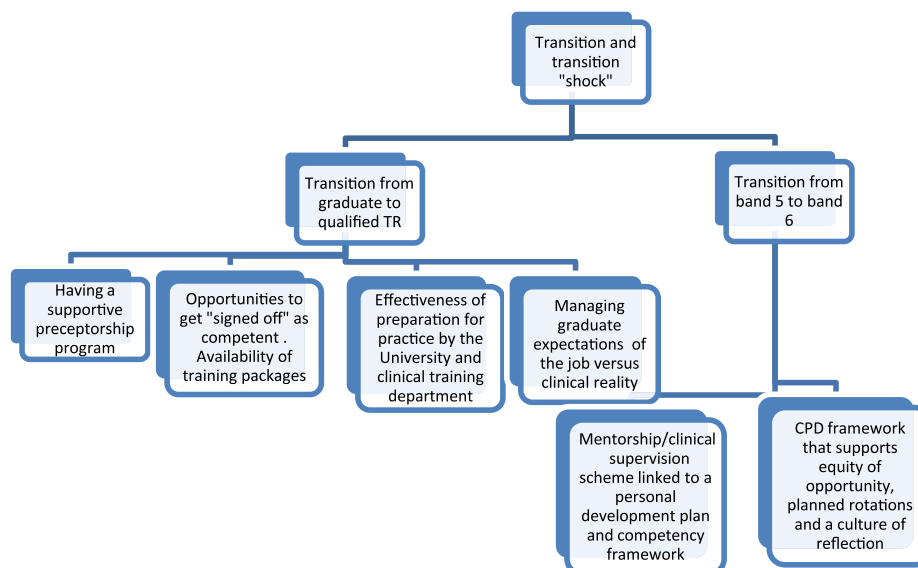 Transition and
transition
"shock"
Transition from
graduate to
qualified TR
Transition from
band 5 to band
6
Having a
supportive
preceptorship
program
Opportunities to
get "signed off" as
competent .
Availability of
training packages
Effectiveness of
preparation for
practice by the
University and
clinical training
department
Managing
graduate
expectations  of
the job versus
clinical reality
Mentorship/clinical
supervision
scheme linked to a
personal
development plan
and competency
framework
CPD framework
that supports
equity of
opportunity,
planned rotations
and a culture of
reflection